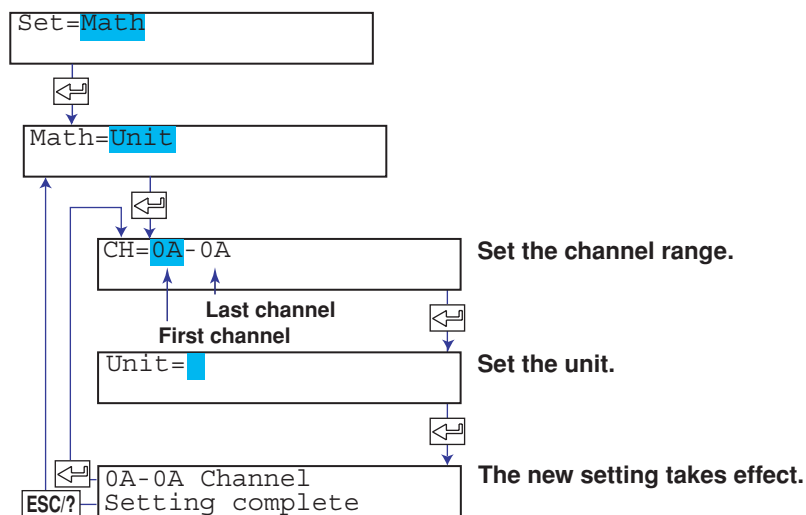 Set=Math
Math=Unit
CH=0A-0A
Set the channel range.
Last channel
First channel
Unit=
Set the unit.
0A-0A Channel
The new setting takes effect.
ESC/?
Setting complete